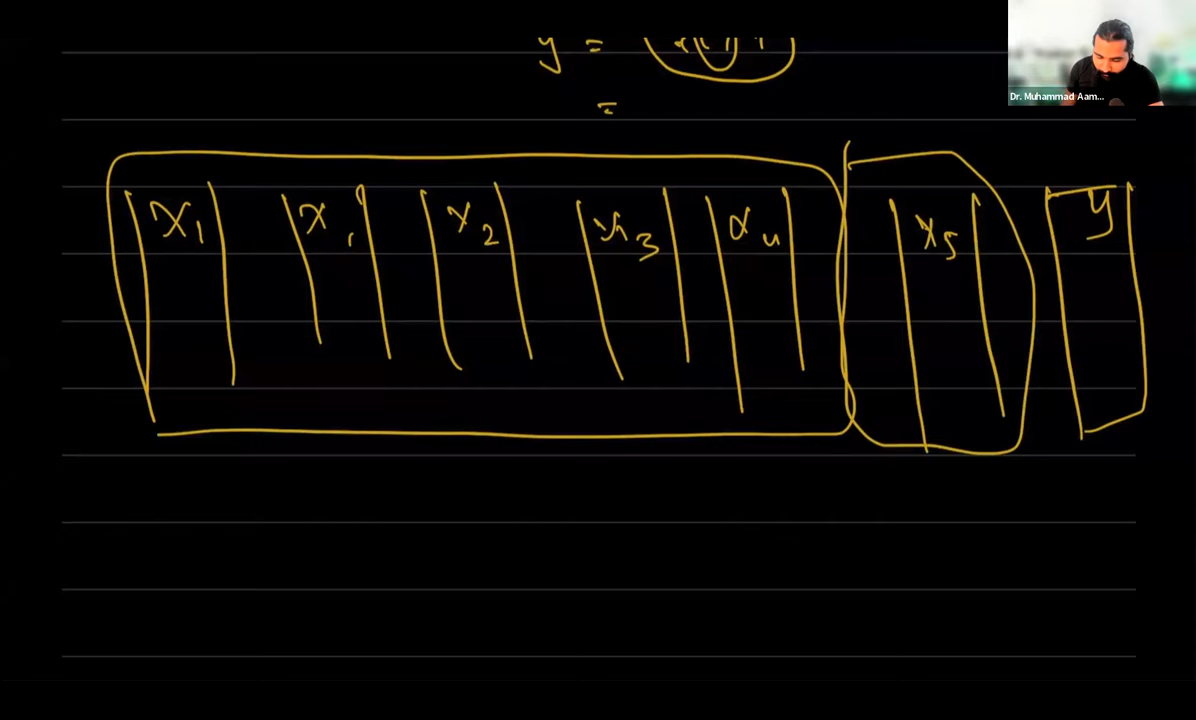 y =
Dr. Muhammad Aam...
=
x₁ x₁ x₂ x₃ x₄ x₅ y